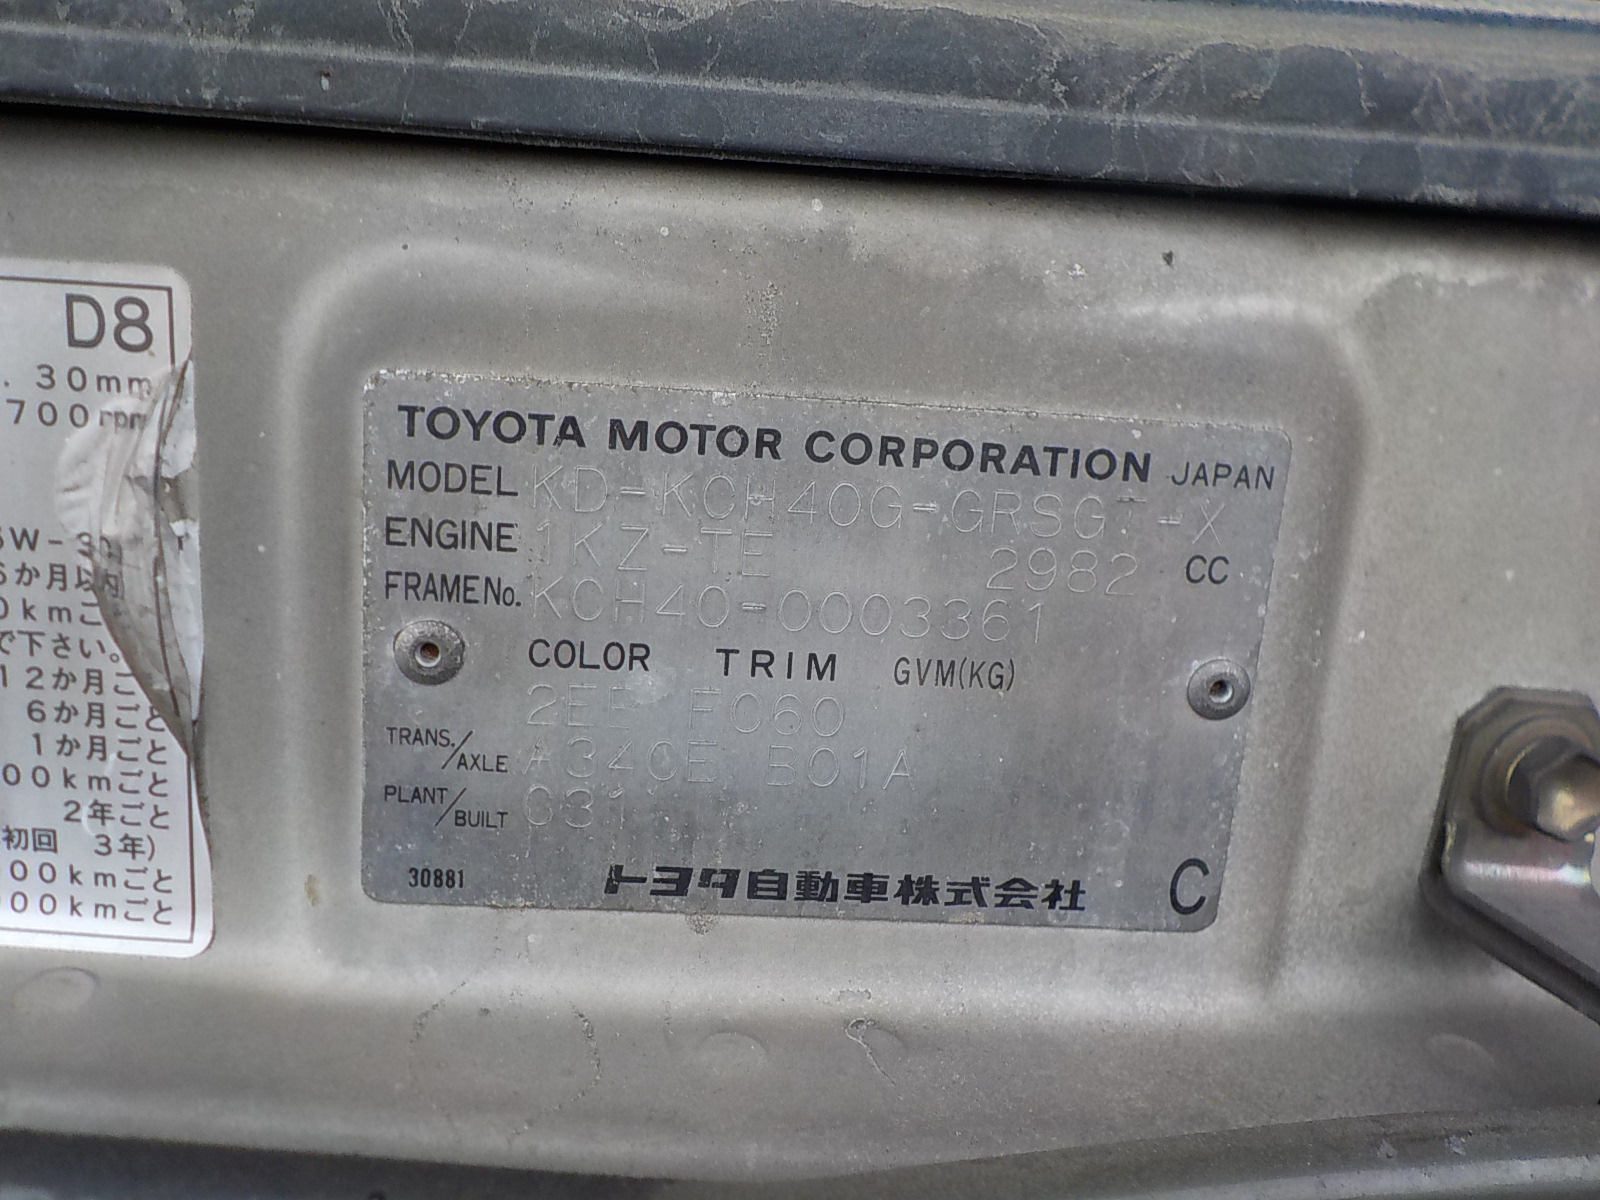 D8
. 30mm
700rpm
6か月以内
0kmご
で下さい。
12か月ご
6か月ごと
1か月ごと
00kmごと
2年ごと
初回 3年)
000kmごと
000kmごと
TOYOTA MOTOR CORPORATION JAPAN
MODEL KD-KCH40G-GRSGT-X
ENGINE 1KZ-TE 2982 CC
FRAME No. KCH40-0003361
COLOR TRIM GVM(KG)
2EE FC60
TRANS./AXLE A340E B01A
PLANT/BUILT
30881 トヨタ自動車株式会社 C